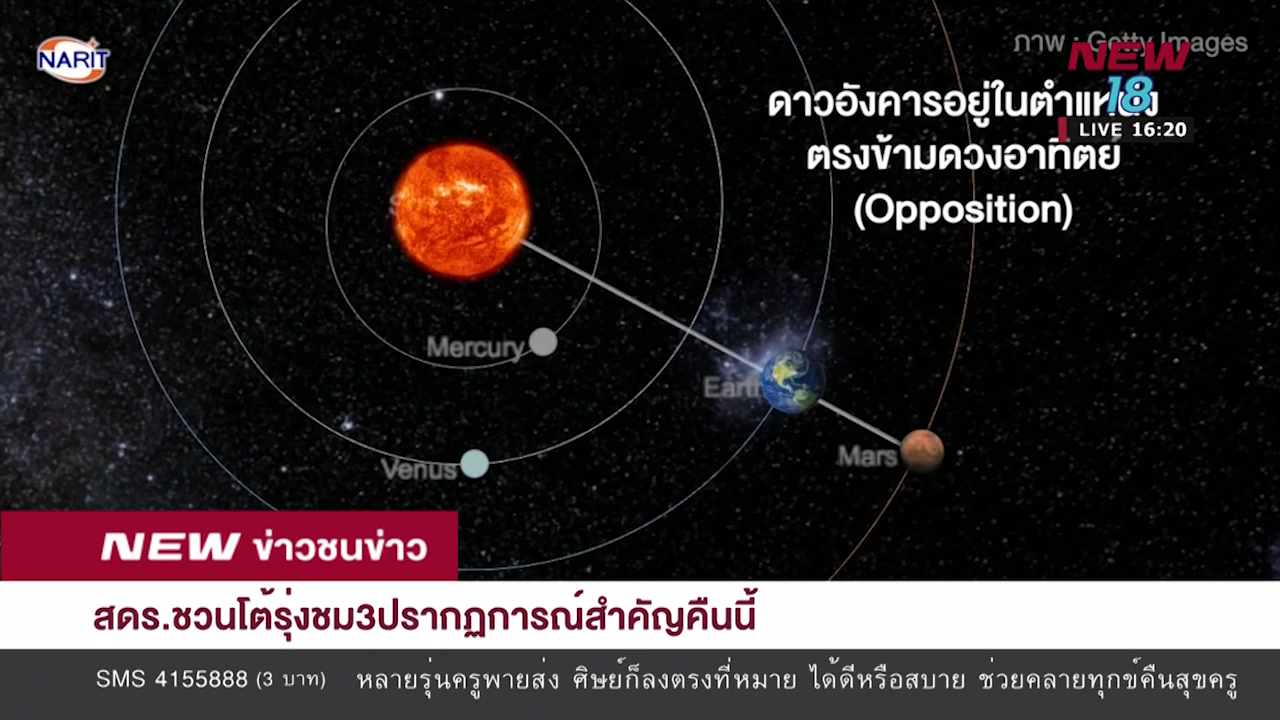 NARIT
ภาพ : Getty Images
NEW
18
LIVE 16:20
ดาวอังคารอยู่ในตำแหน่ง
ตรงข้ามดวงอาทิตย์
(Opposition)
Mercury
Earth
Mars
Venus
NEW ข่าวชนข่าว
สดร.ชวนโต้รุ่งชม3ปรากฏการณ์สำคัญคืนนี้
SMS 4155888 (3 บาท) หลายรุ่นครูพายส่ง ศิษย์ก็ลงตรงที่หมาย ได้ดีหรือสบาย ช่วยคลายทุกข์คืนสุขครู